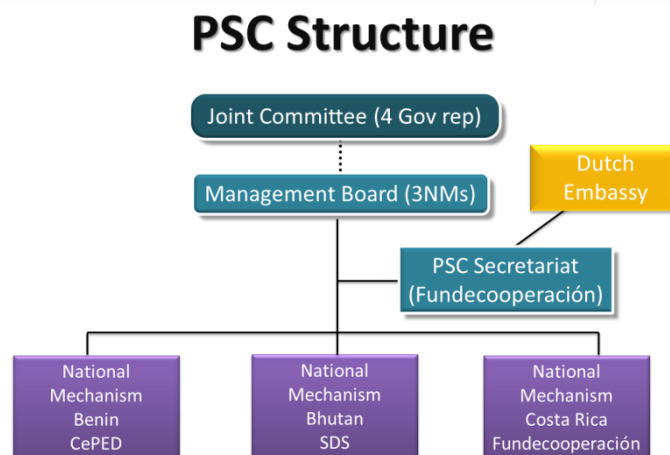 PSC Structure
Joint Committee (4 Gov rep)
Management Board (3NMs)
Dutch
Embassy
PSC Secretariat
(Fundecooperación)
National
Mechanism
Benin
CePED
National
Mechanism
Bhutan
SDS
National
Mechanism
Costa Rica
Fundecooperación